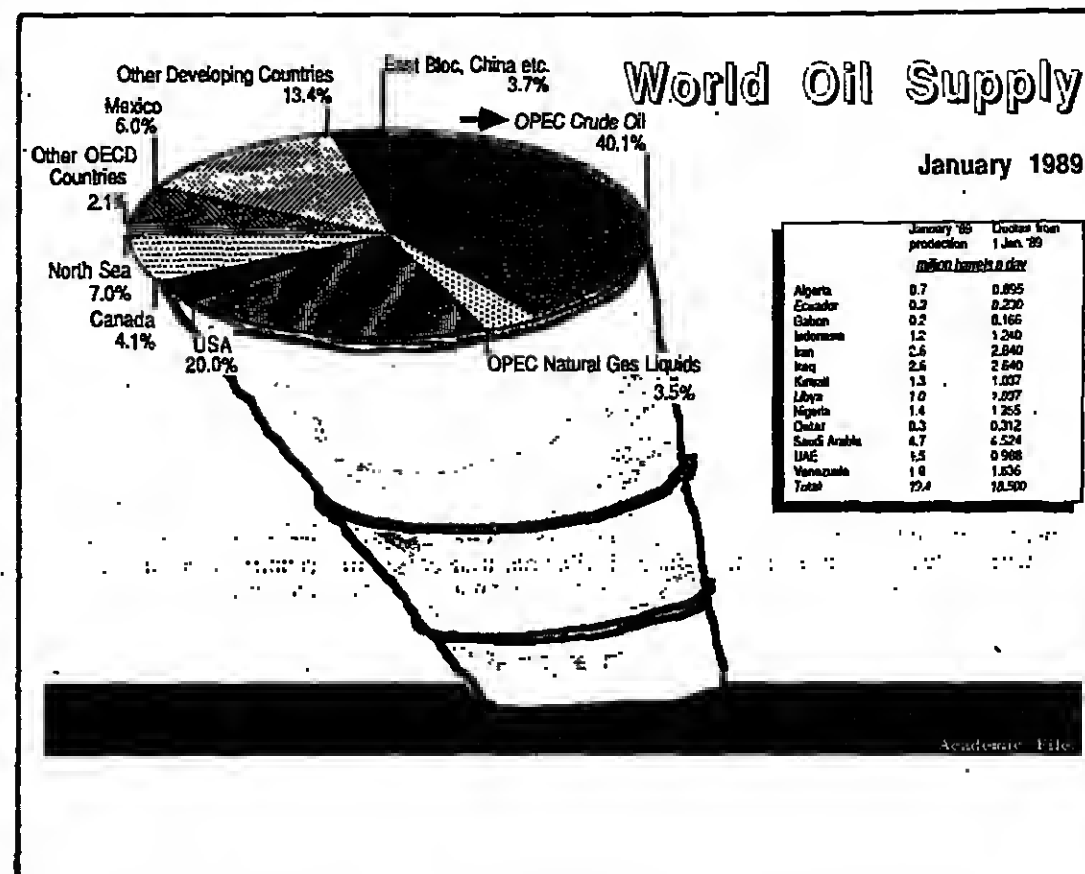 World Oil Supply
January 1989
East Bloc, China etc.
3.7%
OPEC Crude Oil
40.1%
Other Developing Countries
13.4%
Mexico
6.0%
Other OECD
Countries
2.1%
North Sea
7.0%
Canada
4.1%
USA
20.0%
OPEC Natural Gas Liquids
3.5%
January '89 Quotas from
production 1 Jan. '89
million barrels a day
Algeria 0.7 0.695
Ecuador 0.230
Gabon 0.2 0.166
Indonesia 1.2 1.240
Iran 2.6 2.640
Iraq 2.6 2.640
Kuwait 1.3 1.037
Libya 1.0 1.037
Nigeria 1.4 1.355
Qatar 0.3 0.312
Saudi Arabia 4.7 4.524
UAE 1.5 0.988
Venezuela 1.636
Total 18.500
Academic File